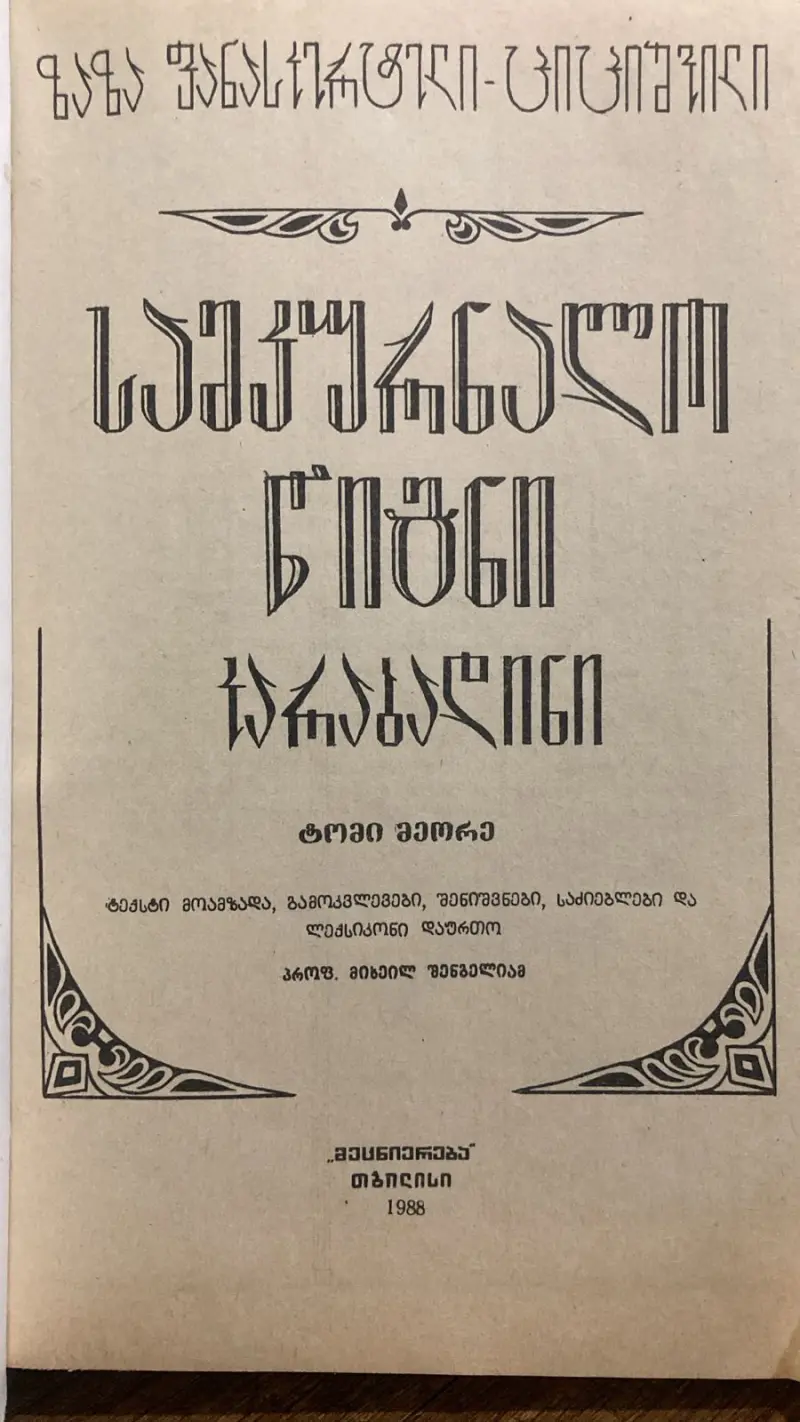 ზაზა ფანასკერტელი-ციციშვილი
სამკურნალო
წიგნი
კარაბადინი
ტომი მეორე
ტექსტი მოამზადა, გამოკვლევები, შენიშვნები, საძიებლები და
ლექსიკონი დაურთო
პროფ. მიხეილ შენგელიამ
„მეცნიერება“
თბილისი
1988